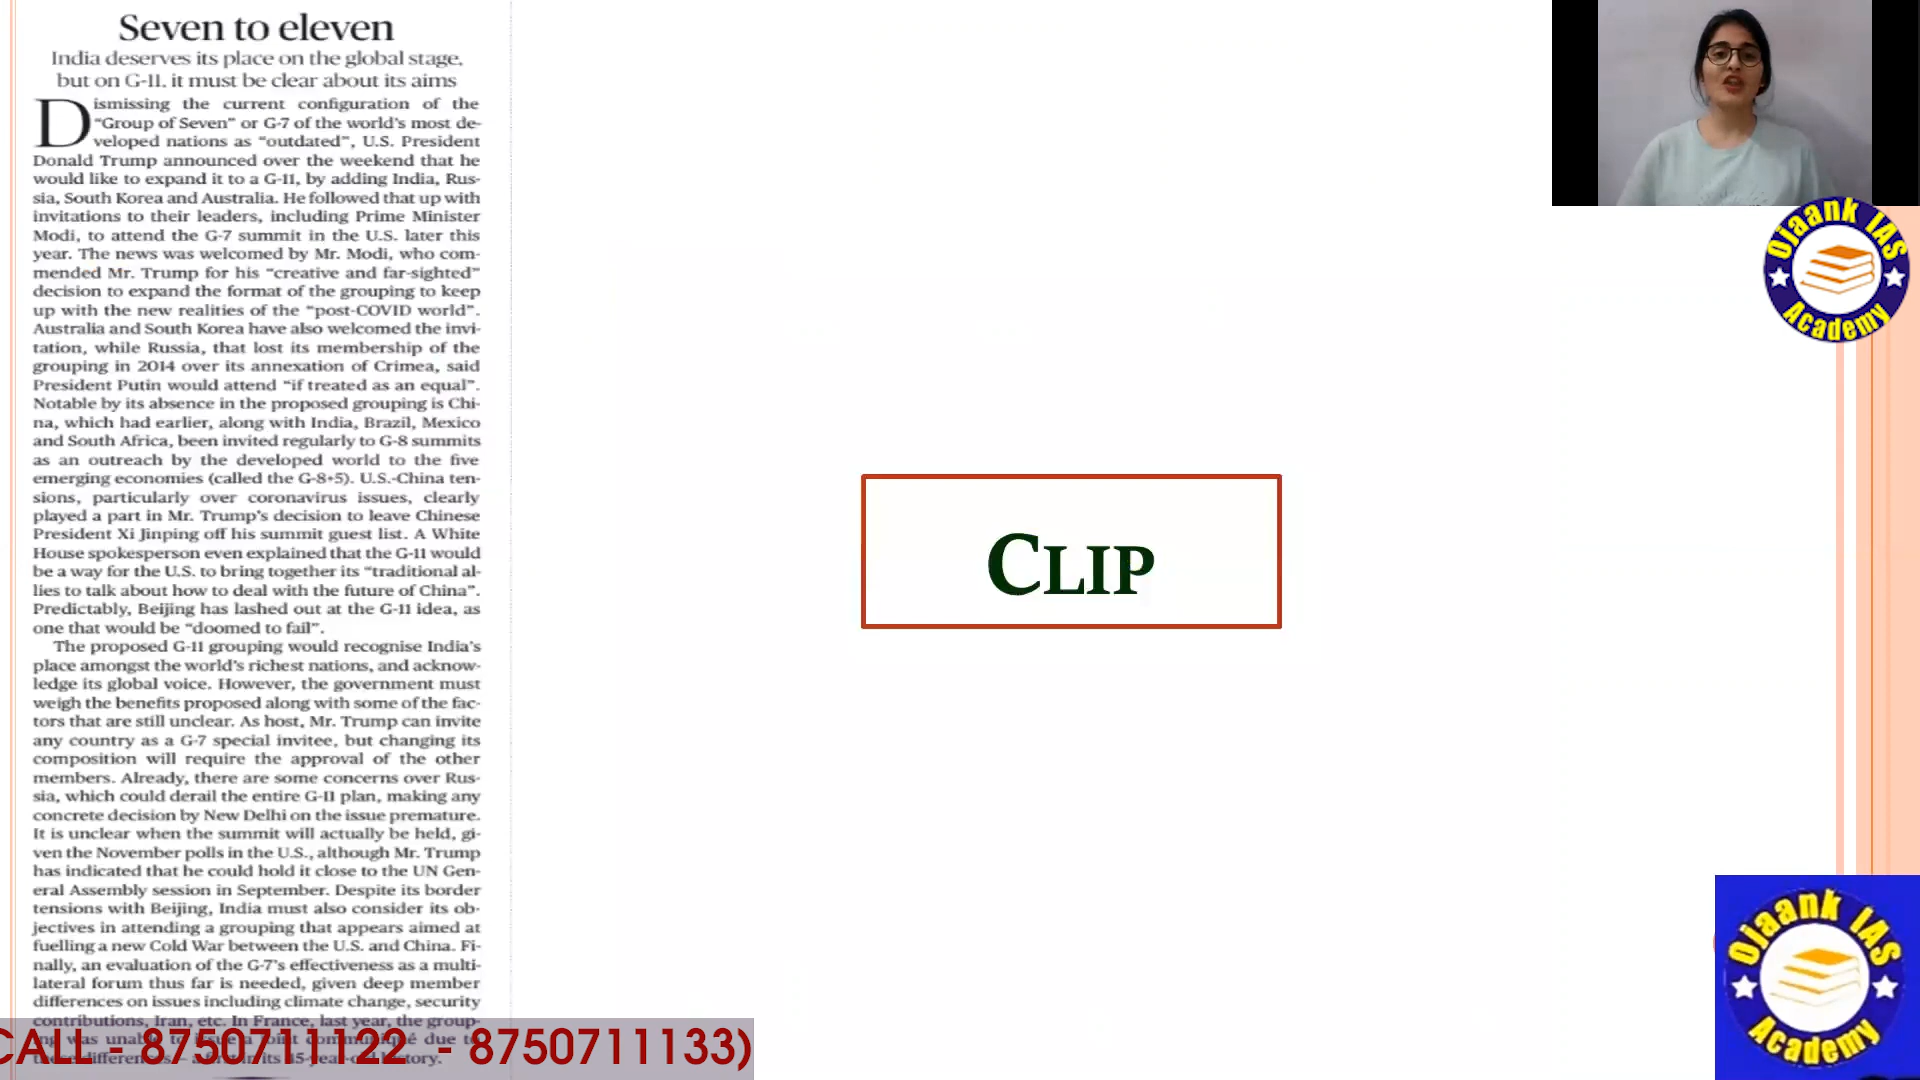 Seven to eleven
India deserves its place on the global stage,
but on G-11, it must be clear about its aims
Dismissing the current configuration of the
“Group of Seven” or G-7 of the world’s most de-
veloped nations as “outdated”, U.S. President
Donald Trump announced over the weekend that he
would like to expand it to a G-11, by adding India, Rus-
sia, South Korea and Australia. He followed that up with
invitations to their leaders, including Prime Minister
Modi, to attend the G-7 summit in the U.S. later this
year. The news was welcomed by Mr. Modi, who com-
mended Mr. Trump for his “creative and far-sighted”
decision to expand the format of the grouping to keep
up with the new realities of the “post-COVID world”.
Australia and South Korea have also welcomed the invi-
tation, while Russia, that lost its membership of the
grouping in 2014 over its annexation of Crimea, said
President Putin would attend “if treated as an equal”.
Notable by its absence in the proposed grouping is Chi-
na, which had earlier, along with India, Brazil, Mexico
and South Africa, been invited regularly to G-8 summits
as an outreach by the developed world to the five
emerging economies (called the G-8+5). U.S.-China ten-
sions, particularly over coronavirus issues, clearly
played a part in Mr. Trump’s decision to leave Chinese
President Xi Jinping off his summit guest list. A White
House spokesperson even explained that the G-11 would
be a way for the U.S. to bring together its “traditional al-
lies to talk about how to deal with the future of China”.
Predictably, Beijing has lashed out at the G-11 idea, as
one that would be “doomed to fail”.
The proposed G-11 grouping would recognise India’s
place amongst the world’s richest nations, and acknow-
ledge its global voice. However, the government must
weigh the benefits proposed along with some of the fac-
tors that are still unclear. As host, Mr. Trump can invite
any country as a G-7 special invitee, but changing its
composition will require the approval of the other
members. Already, there are some concerns over Rus-
sia, which could derail the entire G-11 plan, making any
concrete decision by New Delhi on the issue premature.
It is unclear when the summit will actually be held, gi-
ven the November polls in the U.S., although Mr. Trump
has indicated that he could hold it close to the UN Gen-
eral Assembly session in September. Despite its border
tensions with Beijing, India must also consider its ob-
jectives in attending a grouping that appears aimed at
fuelling a new Cold War between the U.S. and China. Fi-
nally, an evaluation of the G-7’s effectiveness as a multi-
lateral forum thus far is needed, given deep member
differences on issues including climate change, security
contributions, Iran, etc. In France, last year, the group-
was unable to issue a joint communiqué due
differen its 45-year-old history.
CALL - 8750711122 - 8750711133)
CLIP
Ojaank IAS
Academy
Ojaank IAS
Academy